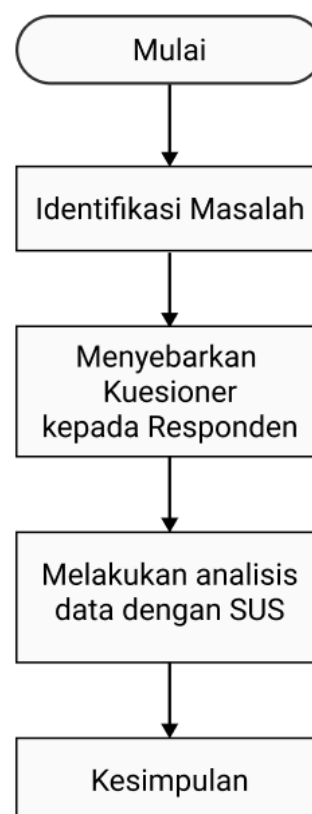 Mulai
Identifikasi Masalah
Menyebarkan
Kuesioner
kepada Responden
Melakukan analisis
data dengan SUS
Kesimpulan